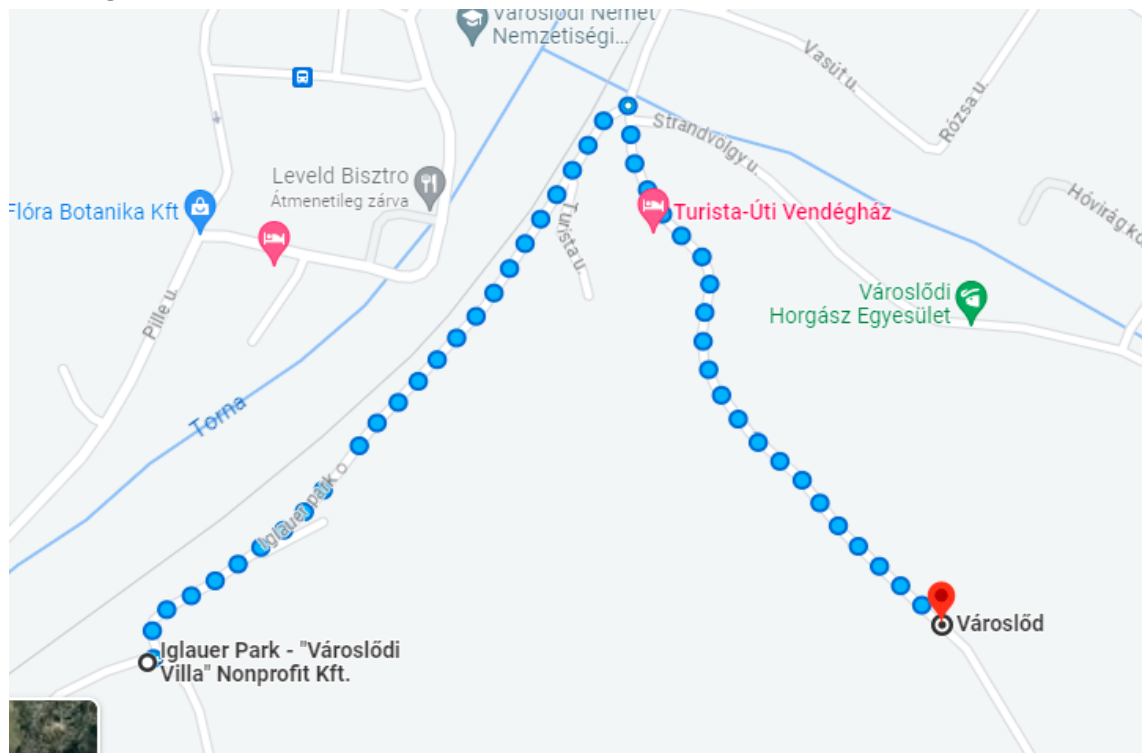 Városlődi Német
Nemzetiségi...
Vasút u.
Rózsa u.
Strandvölgy u.
Leveld Bisztro
Átmenetileg zárva
Hóvirág kö
Flóra Botanika Kft
Turista-Úti Vendégház
Turista u.
Városlődi
Horgász Egyesület
Pille u.
Torna
Iglauer park
Városlőd
Iglauer Park - "Városlődi
Villa" Nonprofit Kft.